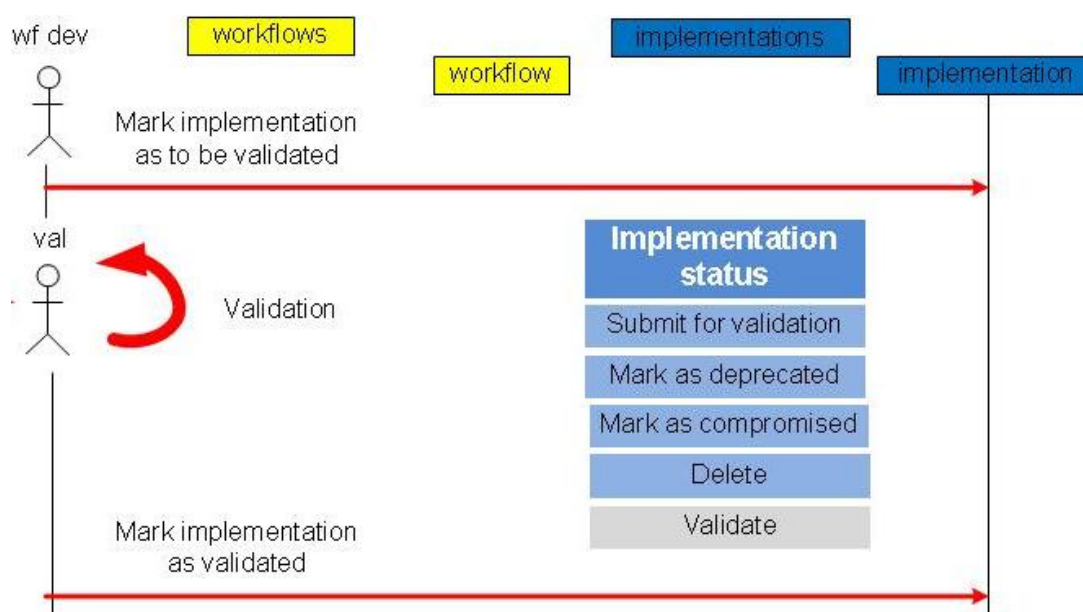 wf dev
workflows
implementations
workflow
implementation
Mark implementation
as to be validated
val
Validation
Implementation
status
Submit for validation
Mark as deprecated
Mark as compromised
Delete
Validate
Mark implementation
as validated